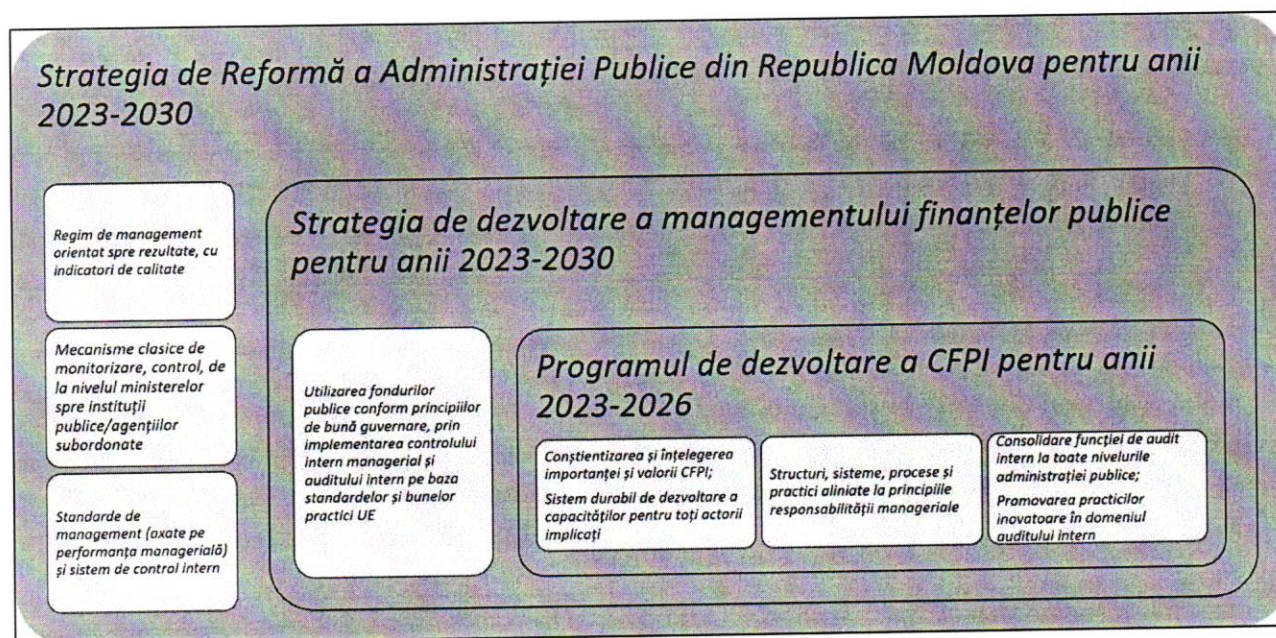 Strategia de Reformă a Administrației Publice din Republica Moldova pentru anii
2023-2030
Regim de management
orientat spre rezultate, cu
indicatori de calitate
Mecanisme clasice de
monitorizare, control, de
la nivelul ministerelor
spre instituții
publice/agențiilor
subordonate
Standarde de
management (axate pe
performanța managerială)
și sistem de control intern
Strategia de dezvoltare a managementului finanțelor publice
pentru anii 2023-2030
Utilizarea fondurilor
publice conform principiilor
de bună guvernare, prin
implementarea controlului
intern managerial și
auditului intern pe baza
standardelor și bunelor
practici UE
Programul de dezvoltare a CFPI pentru anii
2023-2026
Conștientizarea și înțelegerea
importanței și valorii CFPI;
Sistem durabil de dezvoltare a
capacităților pentru toți actorii
implicați
Structuri, sisteme, procese și
practici aliniate la principiile
responsabilității manageriale
Consolidare funcției de audit
intern la toate nivelurile
administrației publice;
Promovarea practicilor
inovatoare în domeniul
auditului intern